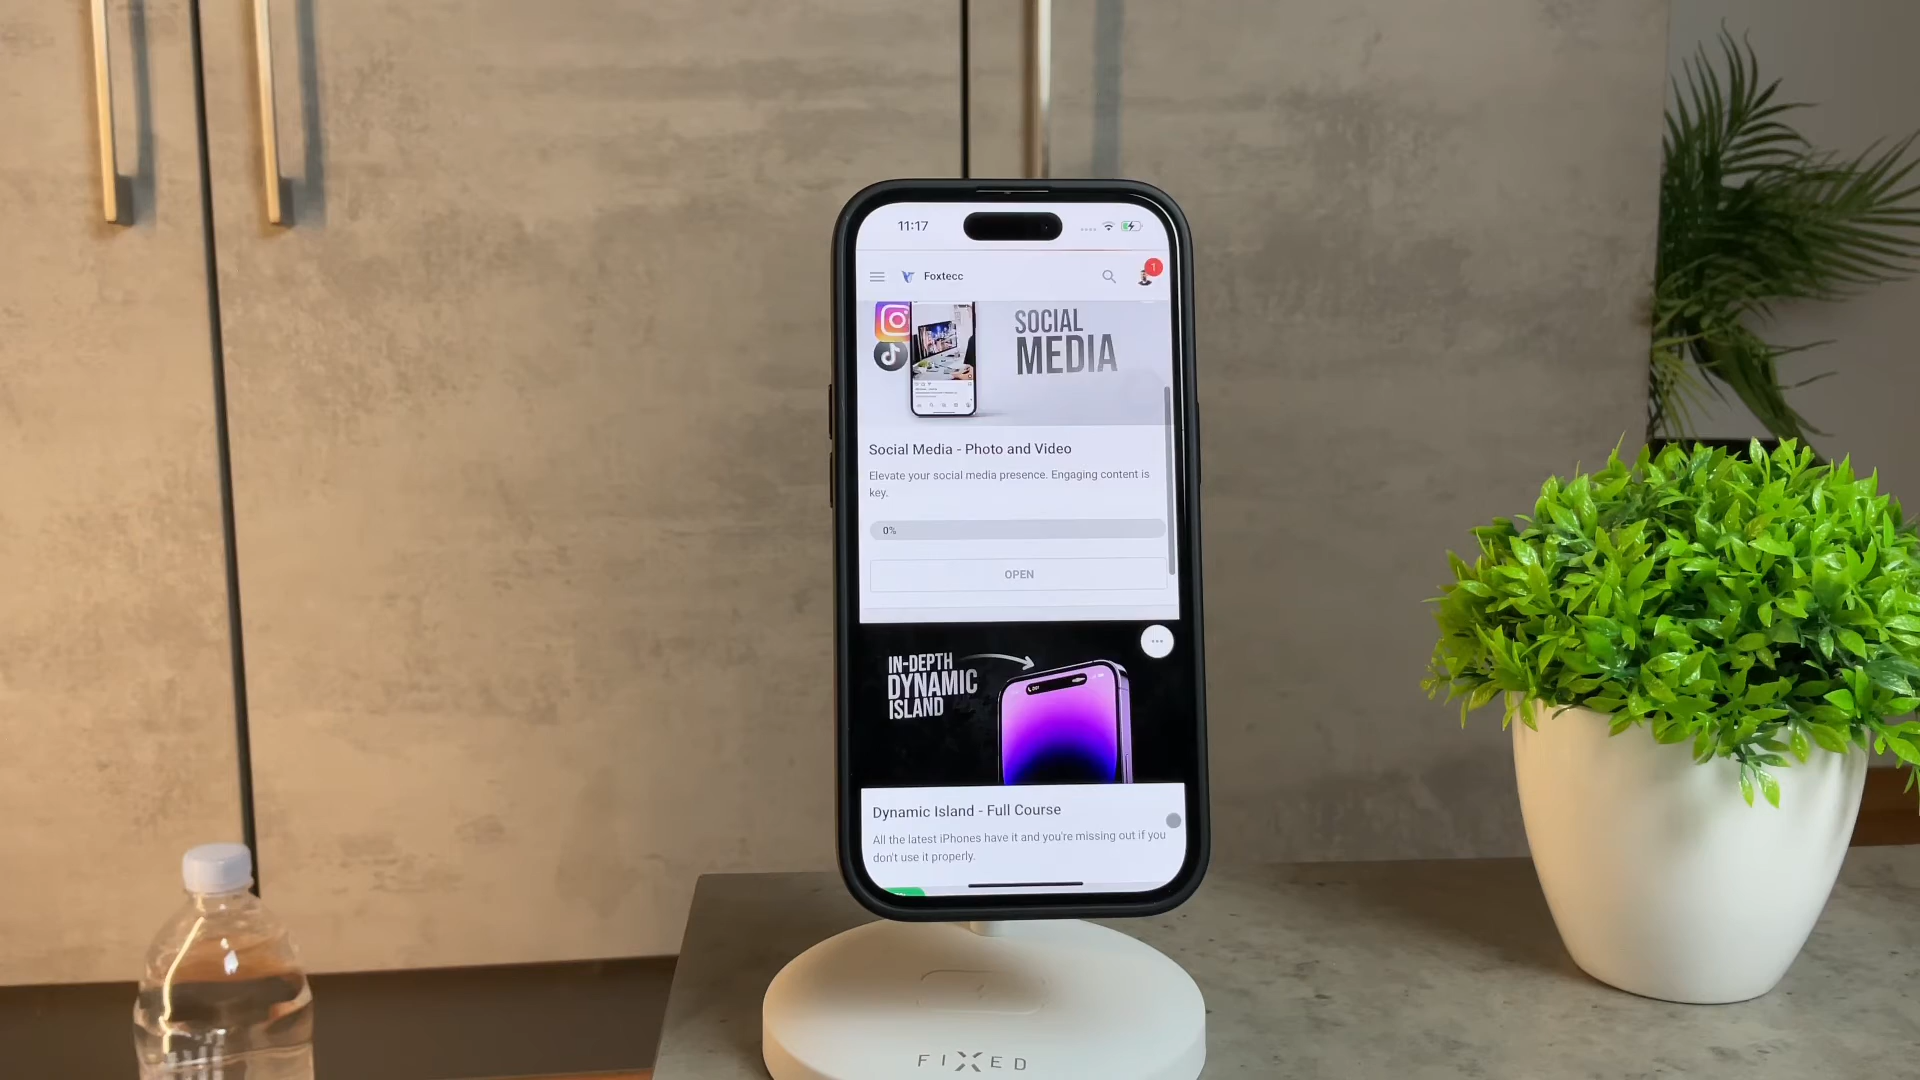 11:17
Foxtecc
1
SOCIAL
MEDIA
Social Media - Photo and Video
Elevate your social media presence. Engaging content is
key.
0%
OPEN
IN-DEPTH
DYNAMIC
ISLAND
Dynamic Island - Full Course
All the latest iPhones have it and you're missing out if you
don't use it properly.
FIXED